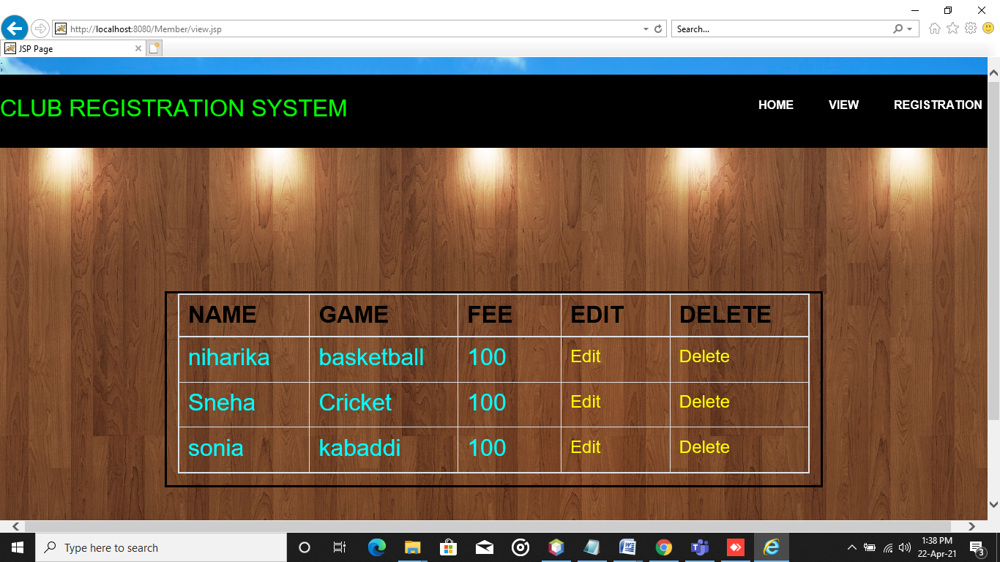 http://localhost:8080/Member/view.jsp
Search...
JSP Page
;
CLUB REGISTRATION SYSTEM
HOME VIEW REGISTRATION
NAME GAME FEE EDIT DELETE
niharika basketball 100 Edit Delete
Sneha Cricket 100 Edit Delete
sonia kabaddi 100 Edit Delete
Type here to search
1:38 PM
22-Apr-21
3